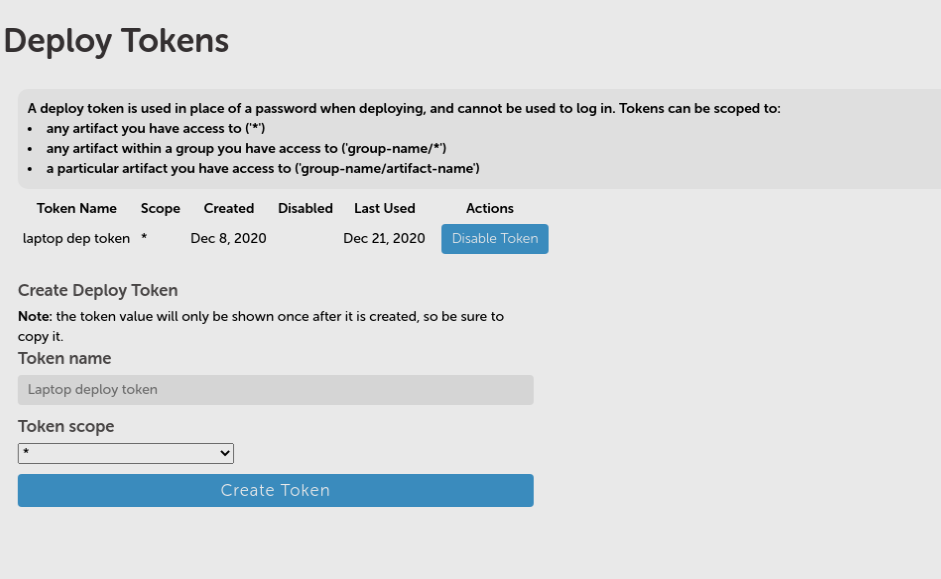 Deploy Tokens
A deploy token is used in place of a password when deploying, and cannot be used to log in. Tokens can be scoped to:
• any artifact you have access to ('*')
• any artifact within a group you have access to ('group-name/*')
• a particular artifact you have access to ('group-name/artifact-name')
Token Name Scope Created Disabled Last Used Actions
laptop dep token * Dec 8, 2020 Dec 21, 2020 Disable Token
Create Deploy Token
Note: the token value will only be shown once after it is created, so be sure to
copy it.
Token name
Laptop deploy token
Token scope
*
Create Token